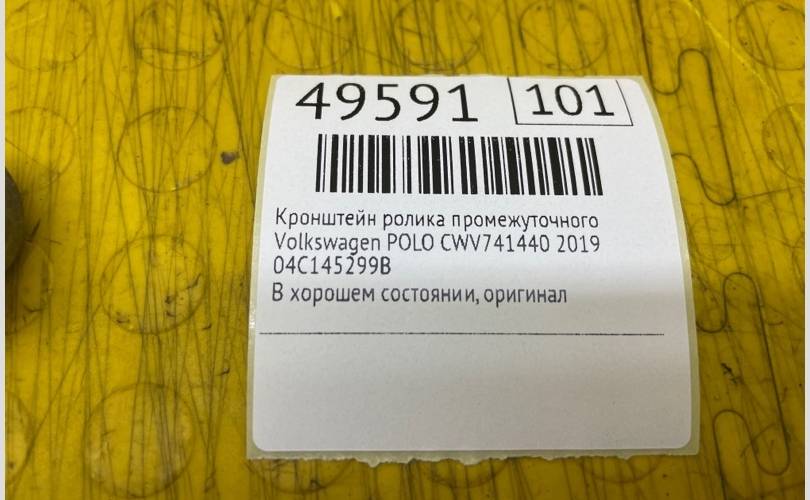 49591 101
Кронштейн ролика промежуточного
Volkswagen POLO CWV741440 2019
04C145299B
В хорошем состоянии, оригинал